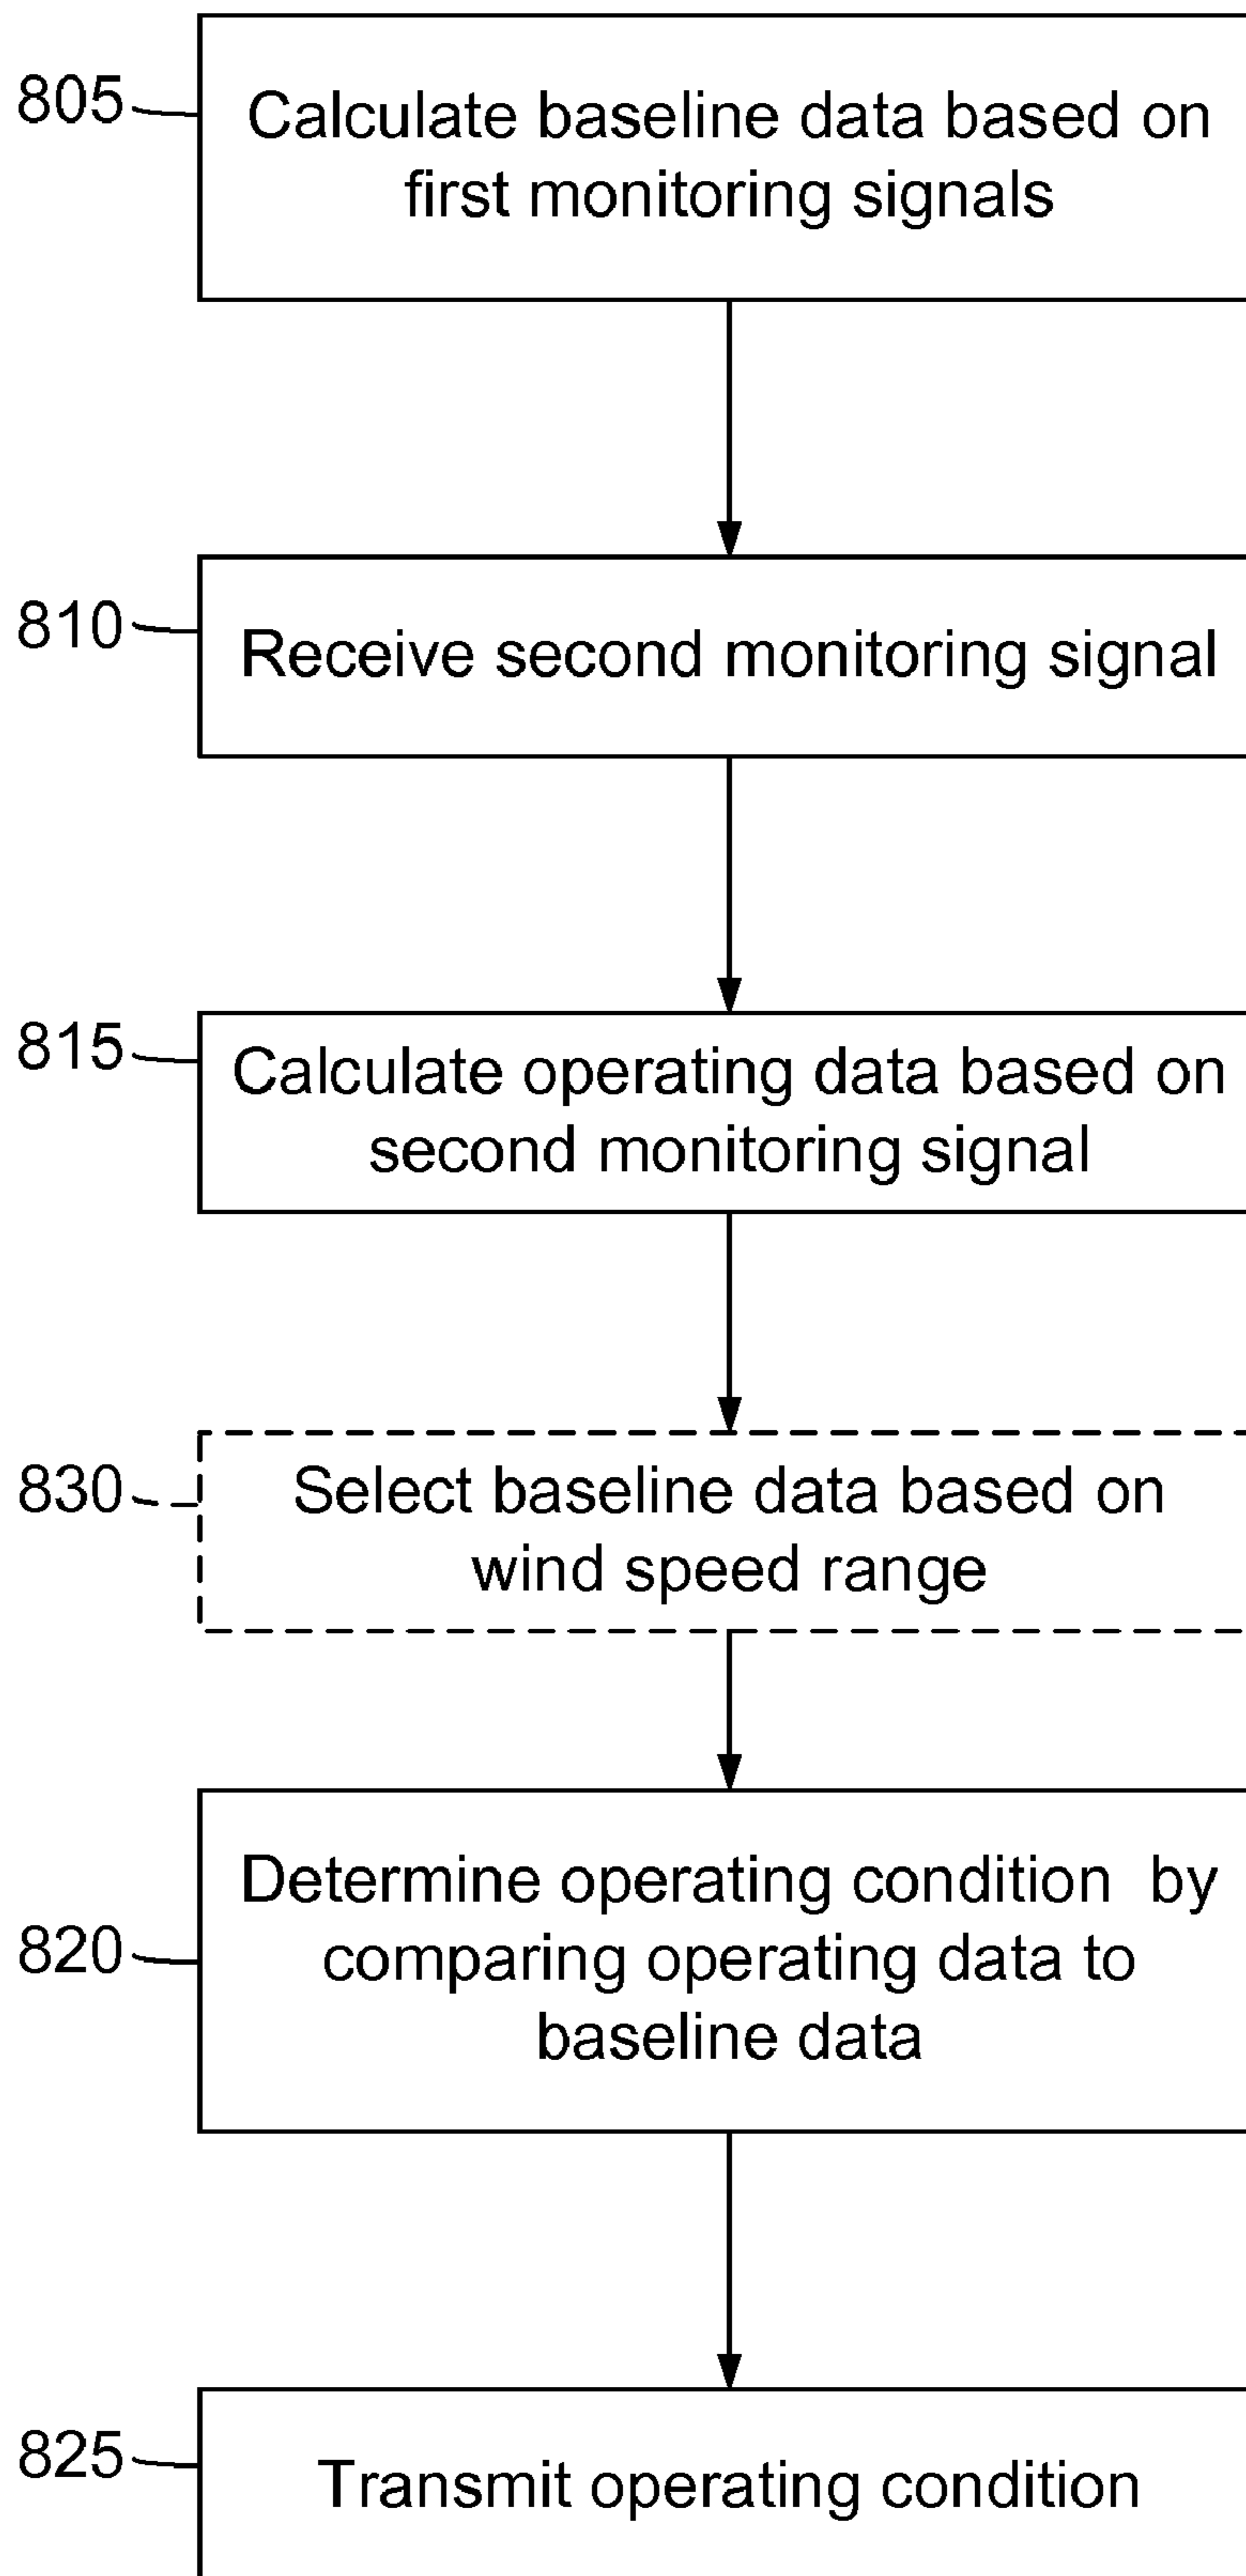 805
Calculate baseline data based on
first monitoring signals
810
Receive second monitoring signal
815
Calculate operating data based on
second monitoring signal
830
Select baseline data based on
wind speed range
820
Determine operating condition by
comparing operating data to
baseline data
825
Transmit operating condition